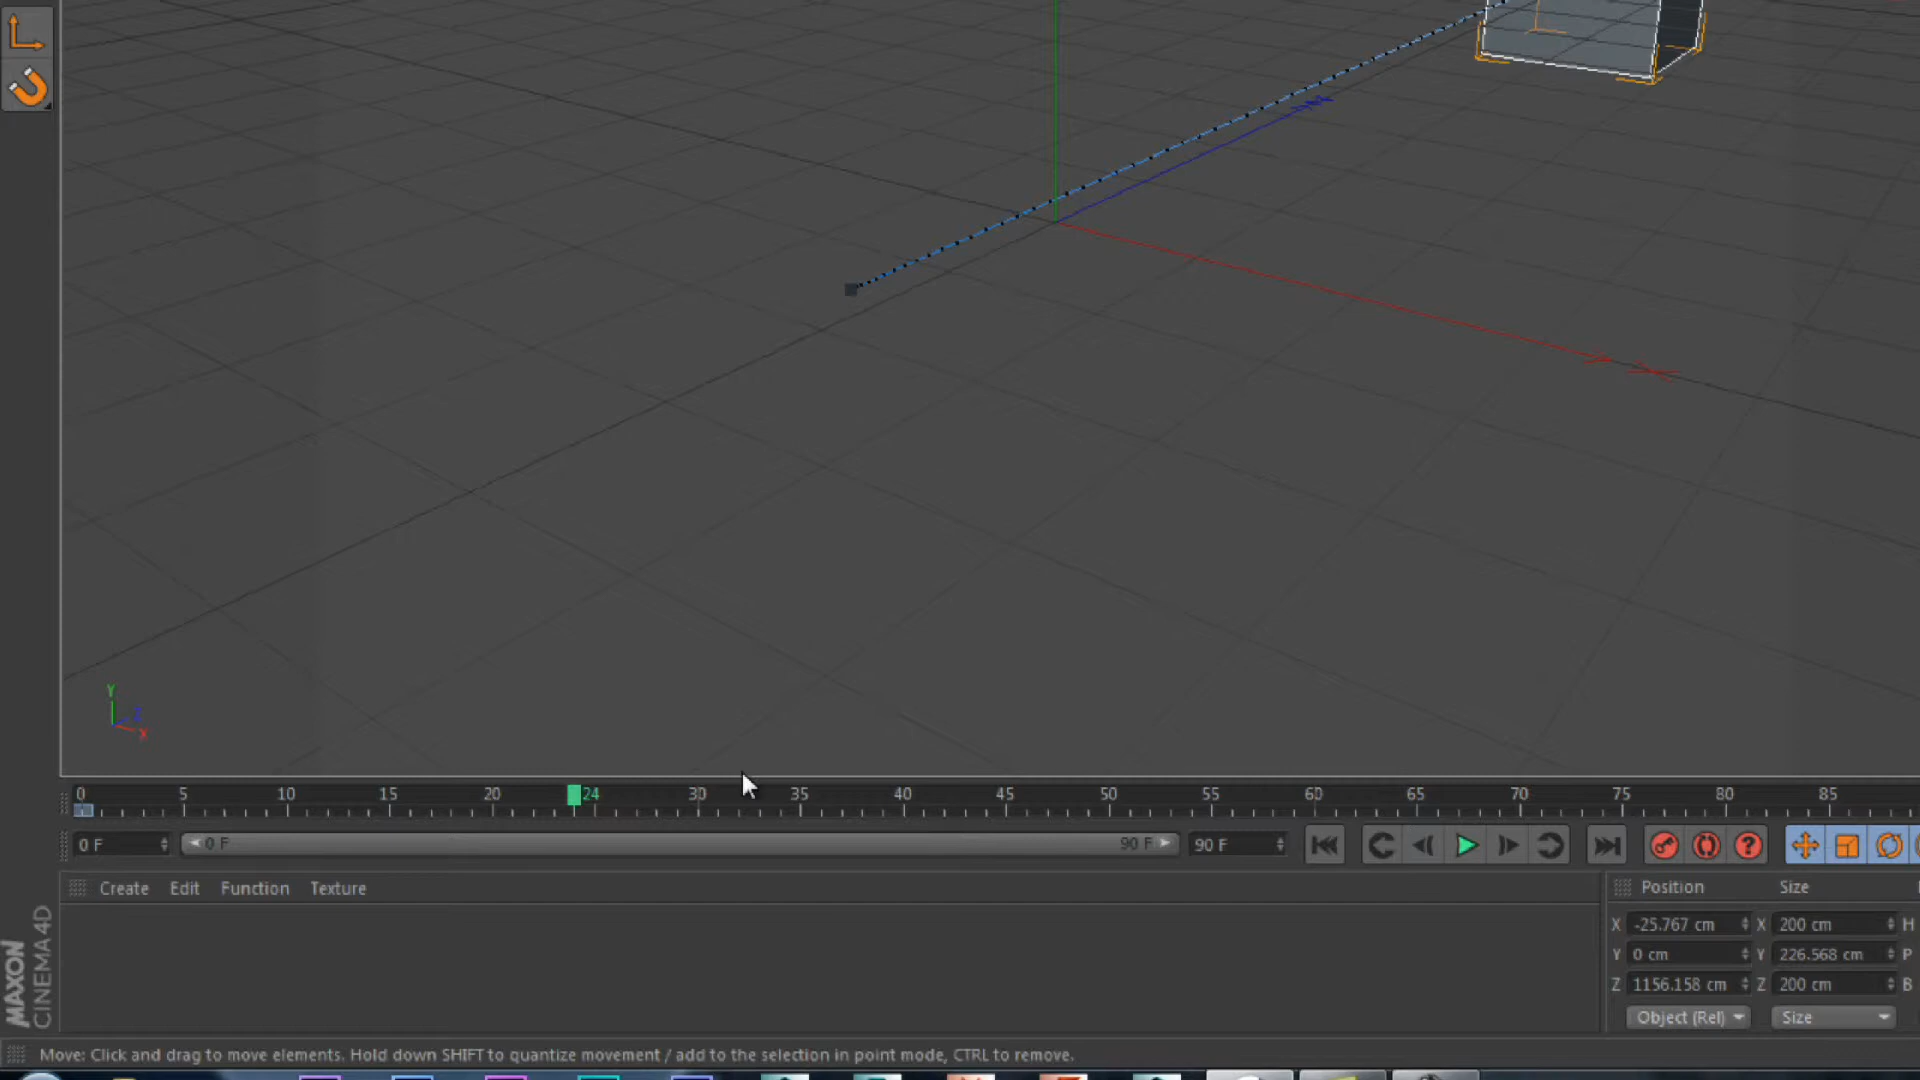 Y
Z
X
0 5 10 15 20 24 30 35 40 45 50 55 60 65 70 75 80 85
0 F 0 F 90 F 90 F
Create Edit Function Texture
Position Size
X -25.767 cm X 200 cm H
Y 0 cm Y 226.568 cm P
Z 1156.158 cm Z 200 cm B
Object (Rel) Size
MAXON
CINEMA 4D
Move: Click and drag to move elements. Hold down SHIFT to quantize movement / add to the selection in point mode, CTRL to remove.